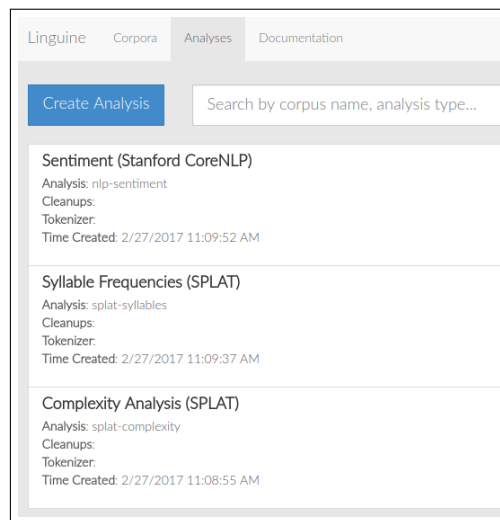 Linguine Corpora Analyses Documentation
Create Analysis Search by corpus name, analysis type...
Sentiment (Stanford CoreNLP)
Analysis: nlp-sentiment
Cleanups:
Tokenizer:
Time Created: 2/27/2017 11:09:52 AM
Syllable Frequencies (SPLAT)
Analysis: splat-syllables
Cleanups:
Tokenizer:
Time Created: 2/27/2017 11:09:37 AM
Complexity Analysis (SPLAT)
Analysis: splat-complexity
Cleanups:
Tokenizer:
Time Created: 2/27/2017 11:08:55 AM